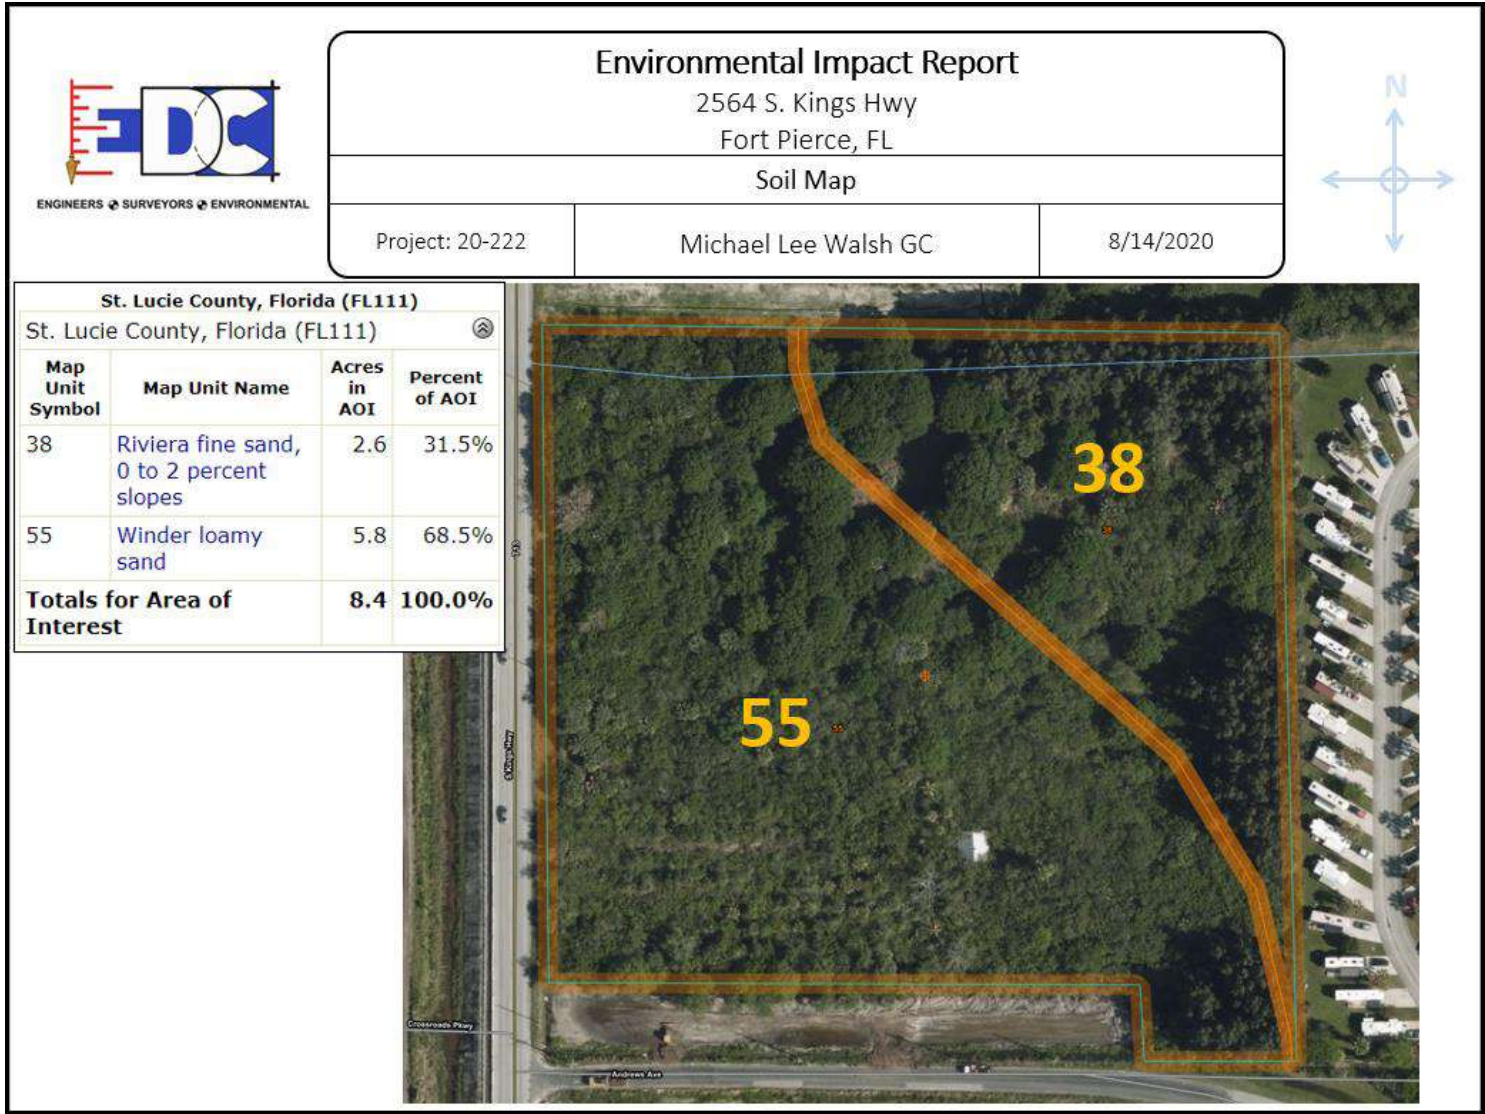 Environmental Impact Report
2564 S. Kings Hwy
Fort Pierce, FL
Soil Map
Project: 20-222
Michael Lee Walsh GC
8/14/2020
EDC
ENGINEERS SURVEYORS ENVIRONMENTAL
N
St. Lucie County, Florida (FL111)
St. Lucie County, Florida (FL111)
Map Unit Symbol
Map Unit Name
Acres in AOI
Percent of AOI
38 Riviera fine sand, 0 to 2 percent slopes 2.6 31.5%
55 Winder loamy sand 5.8 68.5%
Totals for Area of Interest 8.4 100.0%
38
38
55
55
713
S Kings Hwy
Crossroads Pkwy
Andrews Ave